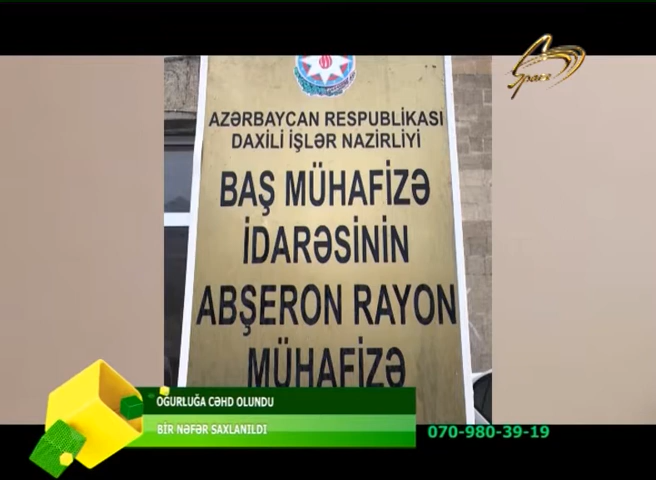 Space
AZƏRBAYCAN RESPUBLİKASI
DAXİLİ İŞLƏR NAZİRLİYİ
BAŞ MÜHAFİZƏ
İDARƏSİNİN
ABŞERON RAYON
MÜHAFİZƏ
OĞURLUĞA CƏHD OLUNDU
BİR NƏFƏR SAXLANILDI
070-980-39-19